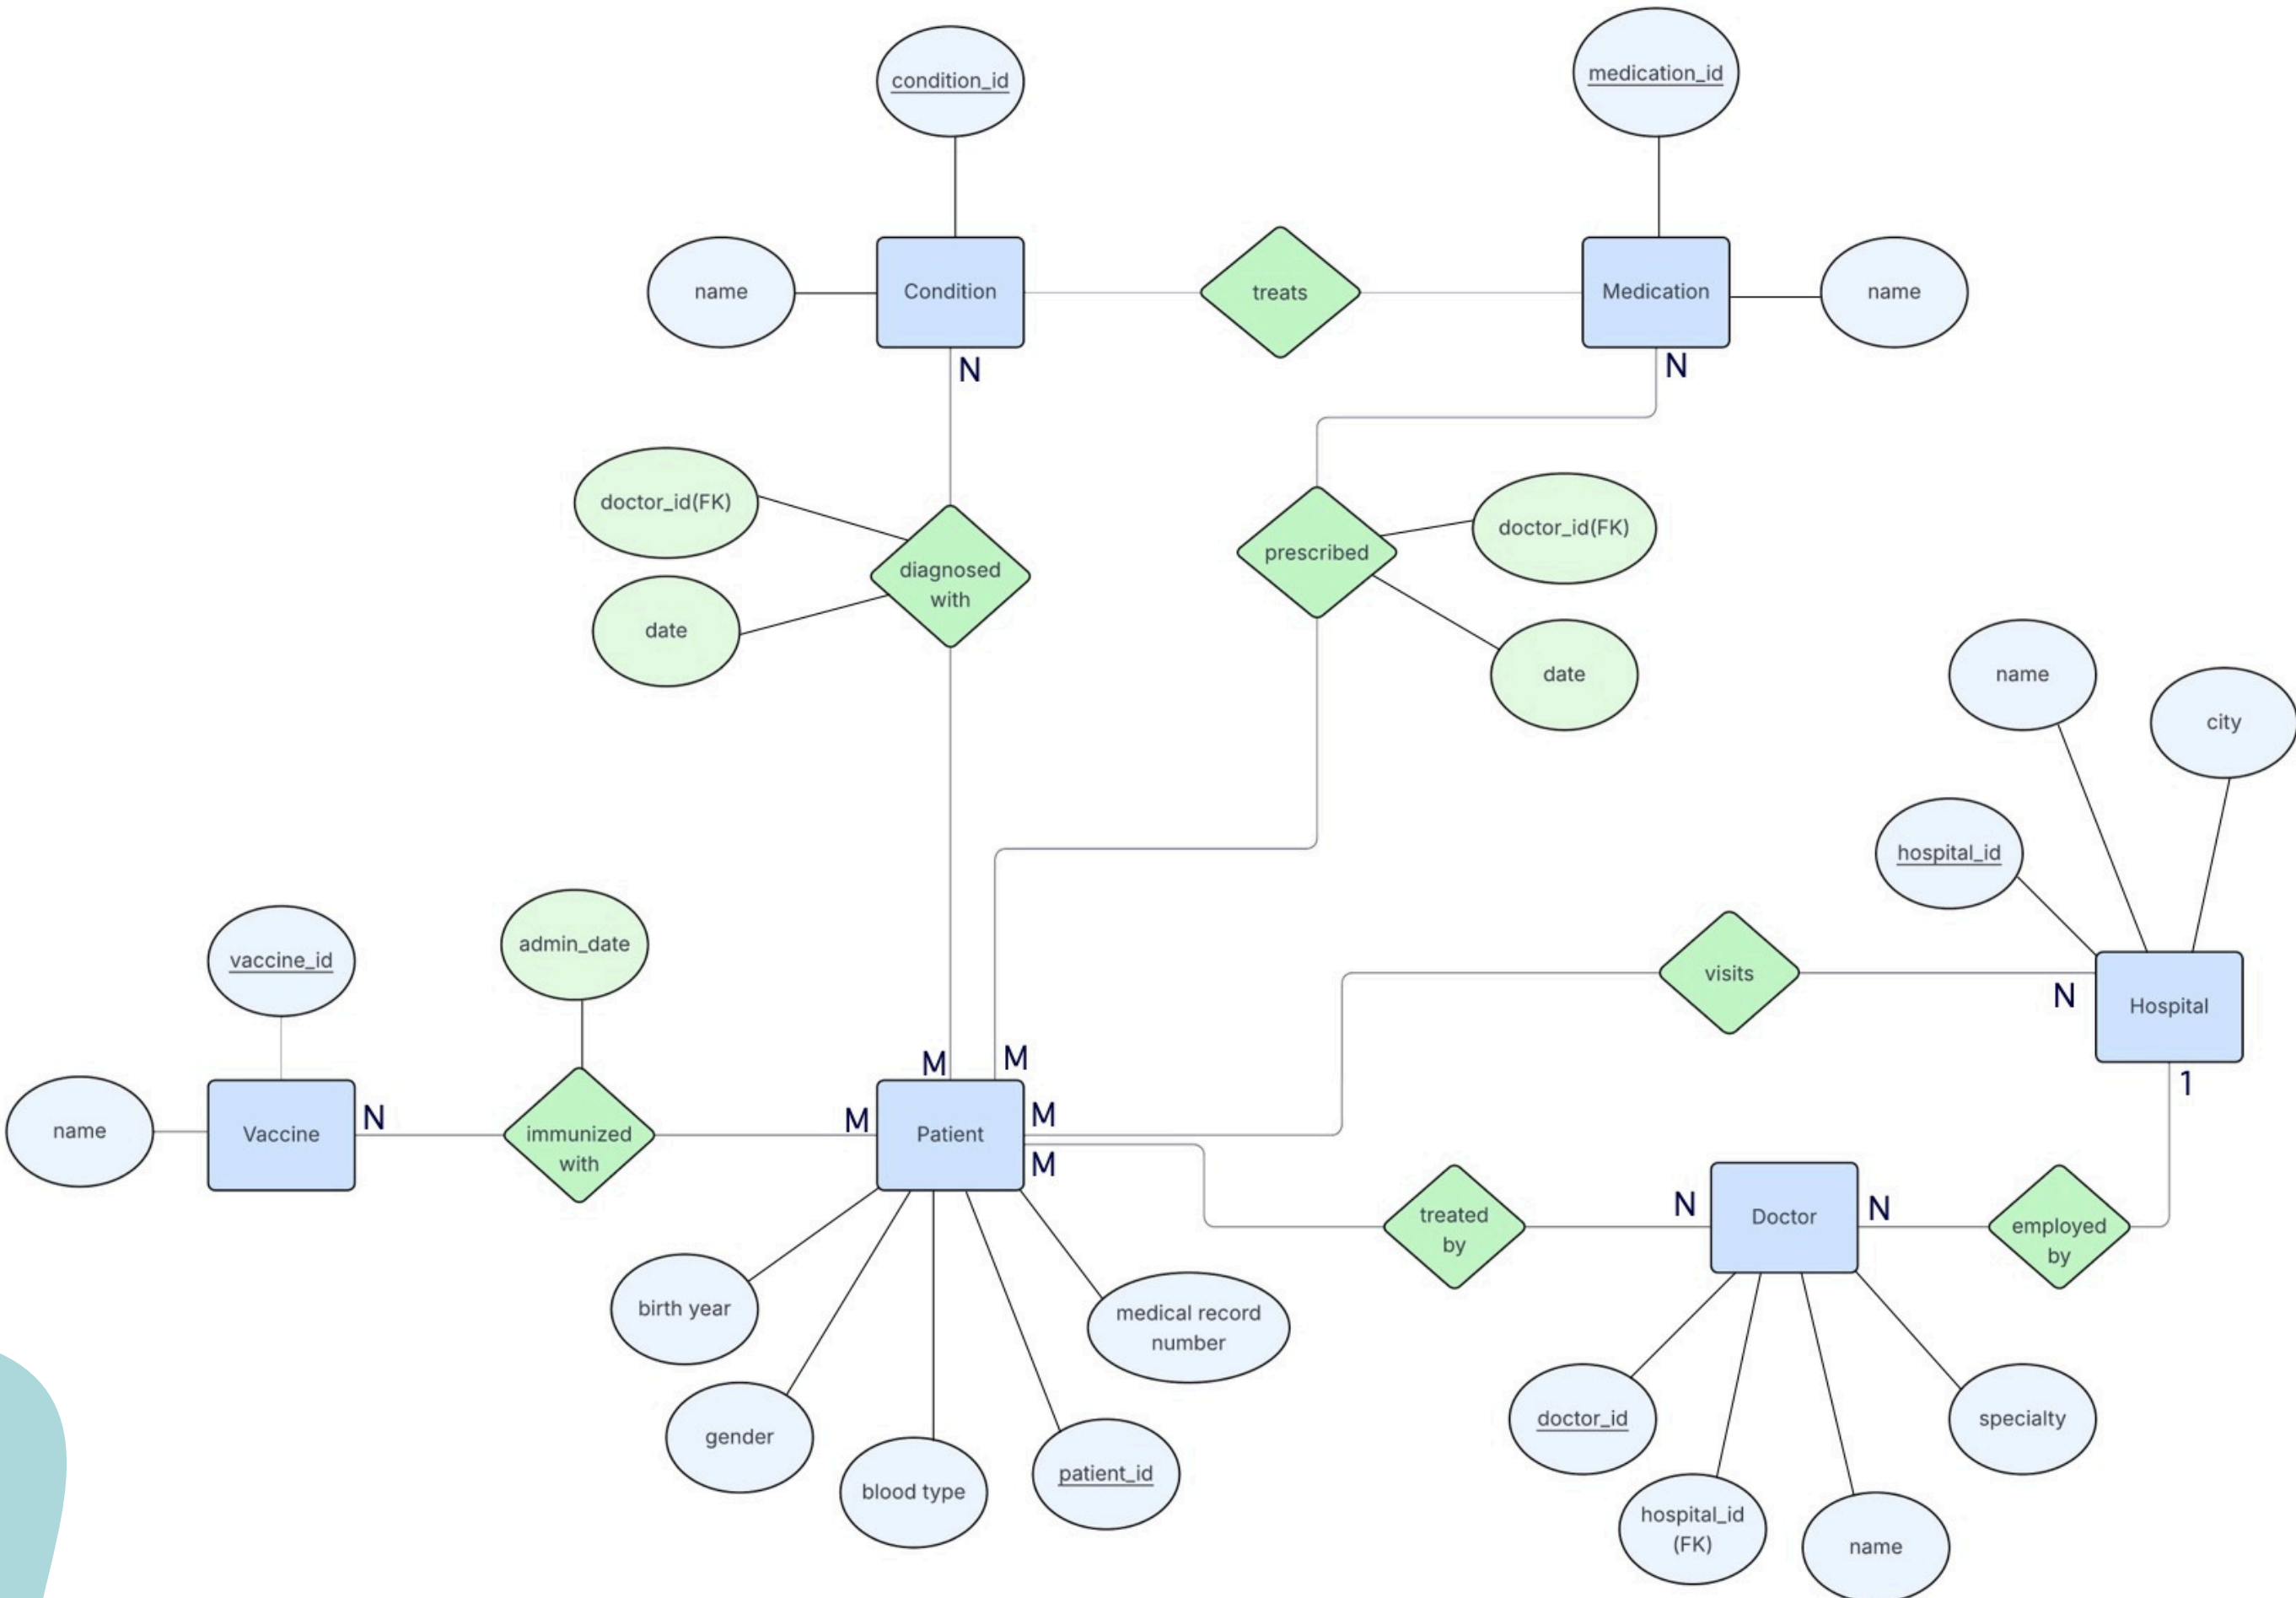 condition_id
medication_id
name
Condition
treats
Medication
name
N
N
doctor_id(FK)
diagnosed
with
date
prescribed
doctor_id(FK)
date
name
city
hospital_id
vaccine_id
admin_date
visits
N
Hospital
1
M
M
name
Vaccine
N
immunized
with
M
Patient
M
M
treated
by
N
Doctor
N
employed
by
birth year
medical record
number
gender
blood type
patient_id
doctor_id
hospital_id
(FK)
name
specialty